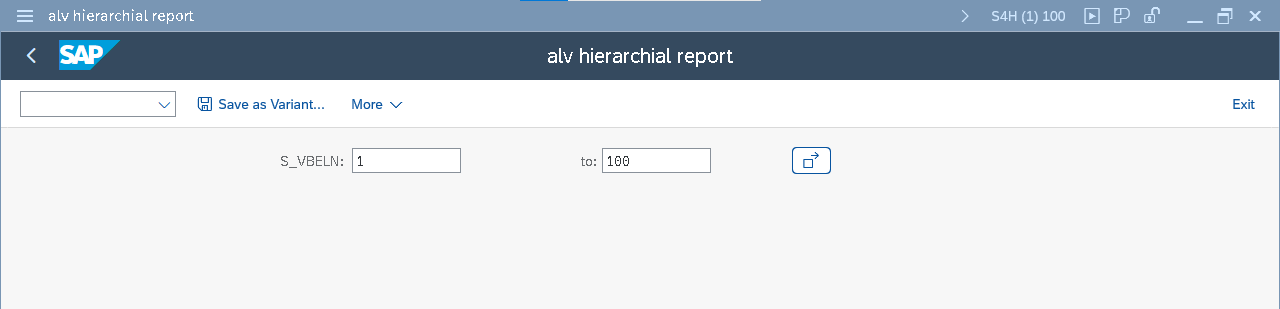 alv hierarchial report
S4H (1) 100
SAP
alv hierarchial report
Save as Variant...
More
Exit
S_VBELN: 1 to: 100